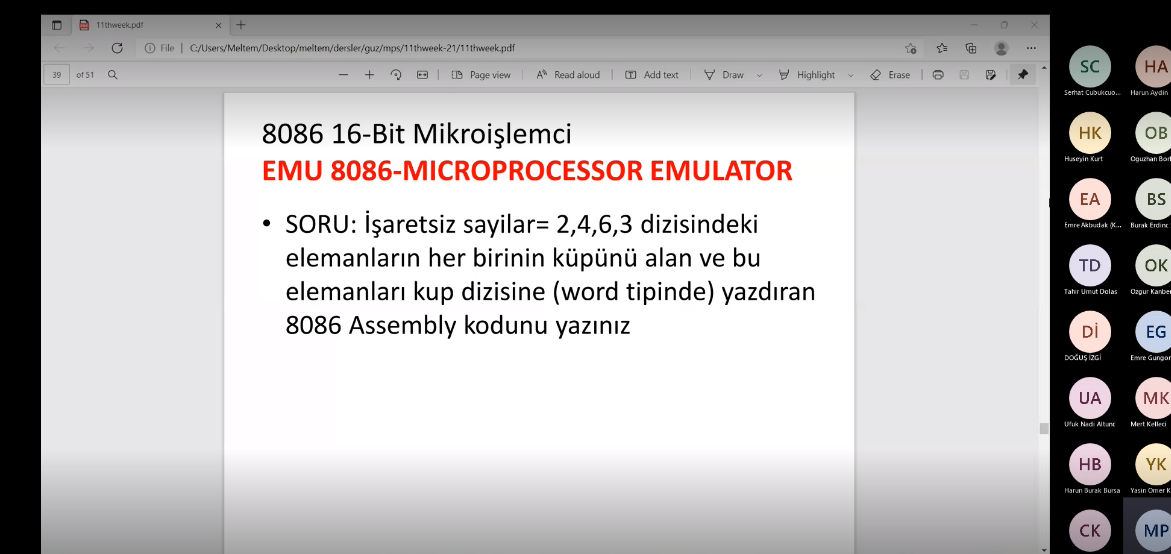 11thweek.pdf
File C:/Users/Meltem/Desktop/meltem/dersler/guz/mps/11thweek-21/11thweek.pdf
39 of 51 Page view Read aloud Add text Draw Highlight Erase
8086 16-Bit Mikroişlemci
EMU 8086-MICROPROCESSOR EMULATOR
• SORU: İşaretsiz sayilar= 2,4,6,3 dizisindeki
elemanların her birinin küpünü alan ve bu
elemanları kup dizisine (word tipinde) yazdıran
8086 Assembly kodunu yazınız
SC HA
Serhat Cubukcuo... Harun Aydin
HK OB
Huseyin Kurt Oguzhan Bor
EA BS
Emre Akbudak (K... Burak Erdinc
TD OK
Tahir Umut Dolas Ozgur Kanber
Dİ EG
DOĞUŞ İZGİ Emre Gungor
UA MK
Ufuk Nadi Altunc Mert Kelleci
HB YK
Harun Burak Bursa Yasin Omer K
CK MP